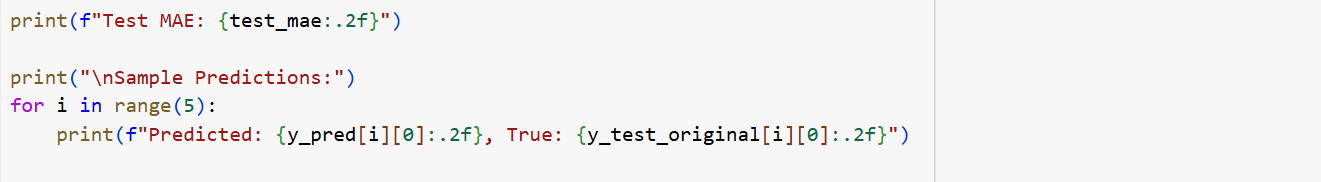 print(f"Test MAE: {test_mae:.2f}")
print("\nSample Predictions:")
for i in range(5):
    print(f"Predicted: {y_pred[i][0]:.2f}, True: {y_test_original[i][0]:.2f}")